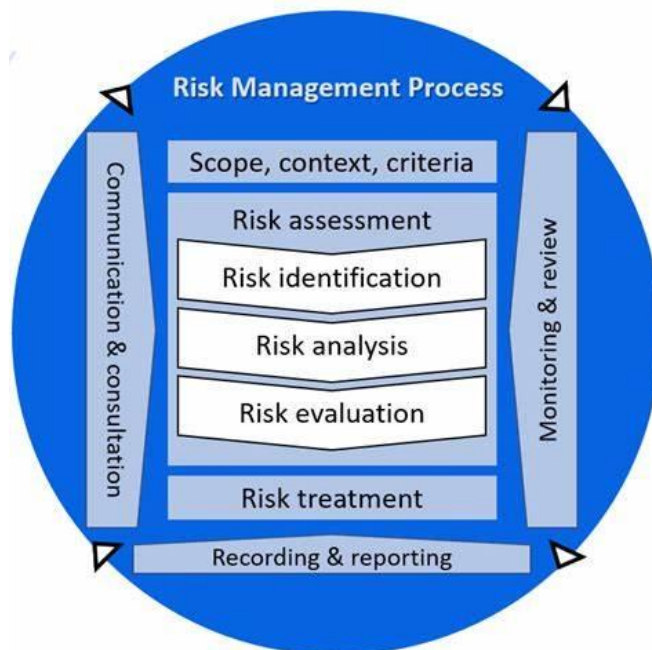 Risk Management Process
Scope, context, criteria
Communication & consultation
Risk assessment
Risk identification
Risk analysis
Risk evaluation
Monitoring & review
Risk treatment
Recording & reporting